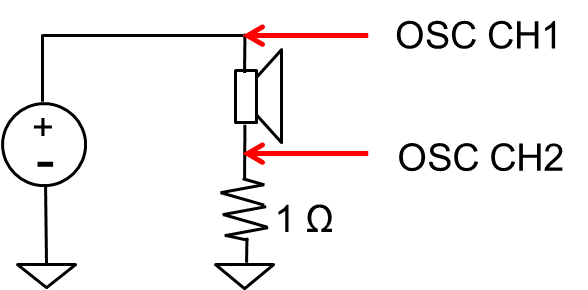 OSC CH1
+
-
OSC CH2
1 Ω